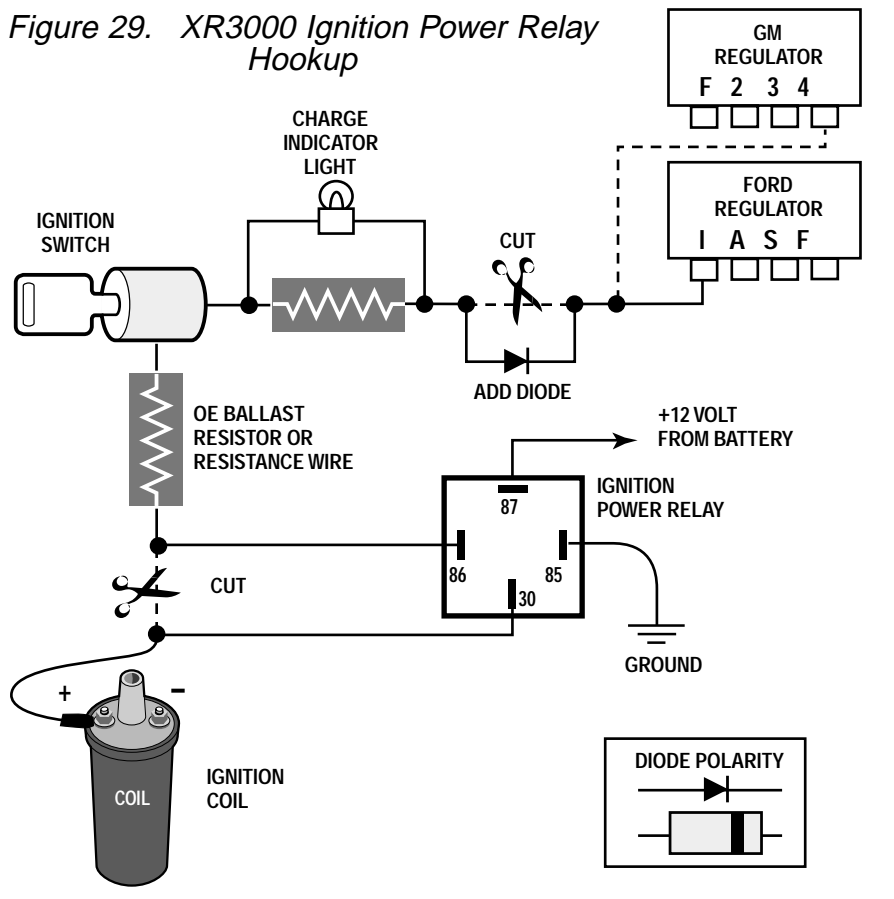 Figure 29. XR3000 Ignition Power Relay
Hookup
GM
REGULATOR
F 2 3 4
CHARGE
INDICATOR
LIGHT
FORD
REGULATOR
I A S F
IGNITION
SWITCH
CUT
ADD DIODE
OE BALLAST
RESISTOR OR
RESISTANCE WIRE
+12 VOLT
FROM BATTERY
IGNITION
POWER RELAY
87
86
85
30
CUT
GROUND
+
-
COIL
IGNITION
COIL
DIODE POLARITY